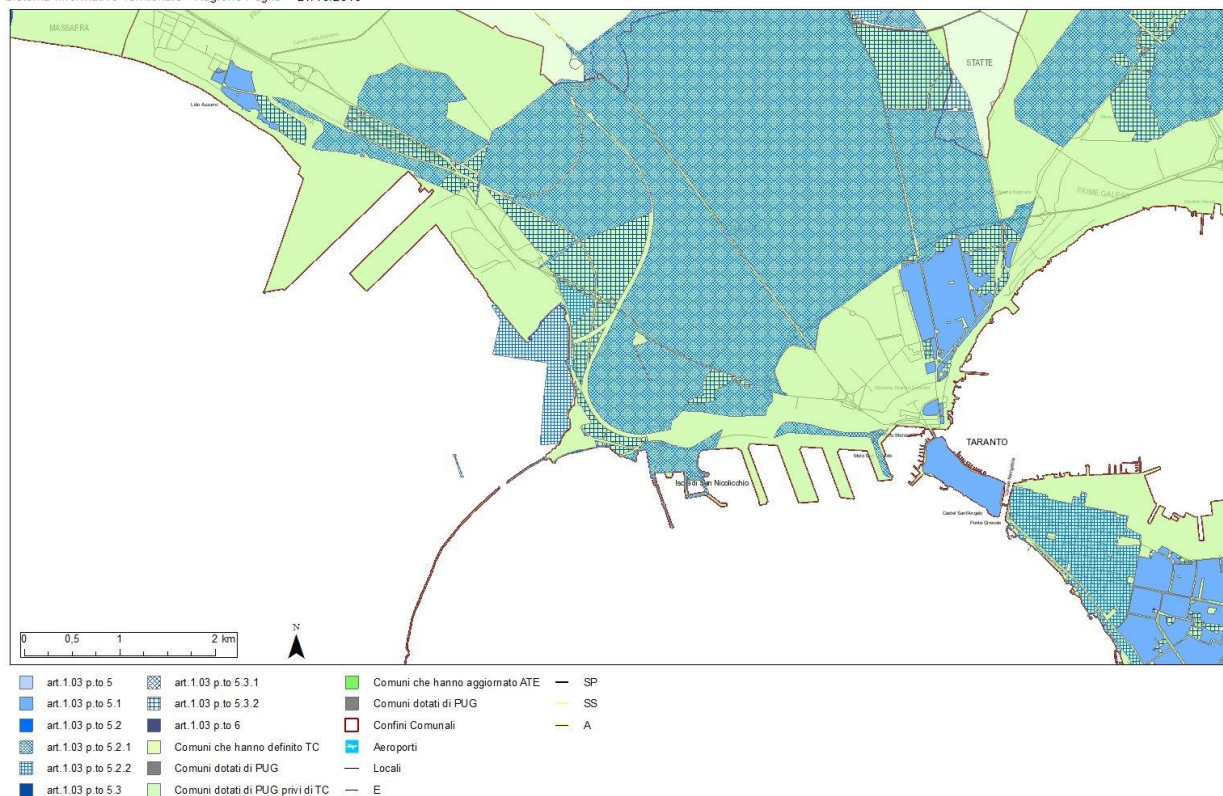 MASSAFRA
STATTE
Lido Azzurro
FIUME GALESO
TARANTO
Isola di San Nicolicchio
Castel Sant'Angelo
Ponte Girevole
0 0,5 1 2 km
N
art.1.03 p.to 5
art.1.03 p.to 5.1
art.1.03 p.to 5.2
art.1.03 p.to 5.2.1
art.1.03 p.to 5.2.2
art.1.03 p.to 5.3
art.1.03 p.to 5.3.1
art.1.03 p.to 5.3.2
art.1.03 p.to 6
Comuni che hanno definito TC
Comuni dotati di PUG
Comuni dotati di PUG privi di TC
Comuni che hanno aggiornato ATE
Comuni dotati di PUG
Confini Comunali
Aeroporti
Locali
E
SP
SS
A